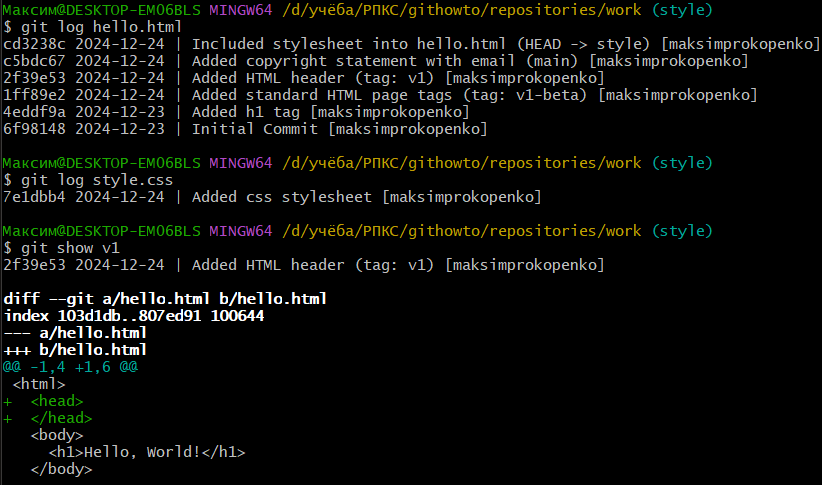 Максим@DESKTOP-EMO6BLS MINGW64 /d/учёба/РПКС/githowto/repositories/work (style)
$ git log hello.html
cd3238c 2024-12-24 | Included stylesheet into hello.html (HEAD -> style) [maksimprokopenko]
c5bdc67 2024-12-24 | Added copyright statement with email (main) [maksimprokopenko]
2f39e53 2024-12-24 | Added HTML header (tag: v1) [maksimprokopenko]
1ff89e2 2024-12-24 | Added standard HTML page tags (tag: v1-beta) [maksimprokopenko]
4eddf9a 2024-12-23 | Added h1 tag [maksimprokopenko]
6f98148 2024-12-23 | Initial Commit [maksimprokopenko]
Максим@DESKTOP-EMO6BLS MINGW64 /d/учёба/РПКС/githowto/repositories/work (style)
$ git log style.css
7e1dbb4 2024-12-24 | Added css stylesheet [maksimprokopenko]
Максим@DESKTOP-EMO6BLS MINGW64 /d/учёба/РПКС/githowto/repositories/work (style)
$ git show v1
2f39e53 2024-12-24 | Added HTML header (tag: v1) [maksimprokopenko]
diff --git a/hello.html b/hello.html
index 103d1db..807ed91 100644
--- a/hello.html
+++ b/hello.html
@@ -1,4 +1,6 @@
 <html>
+  <head>
+  </head>
   <body>
     <h1>Hello, World!</h1>
   </body>